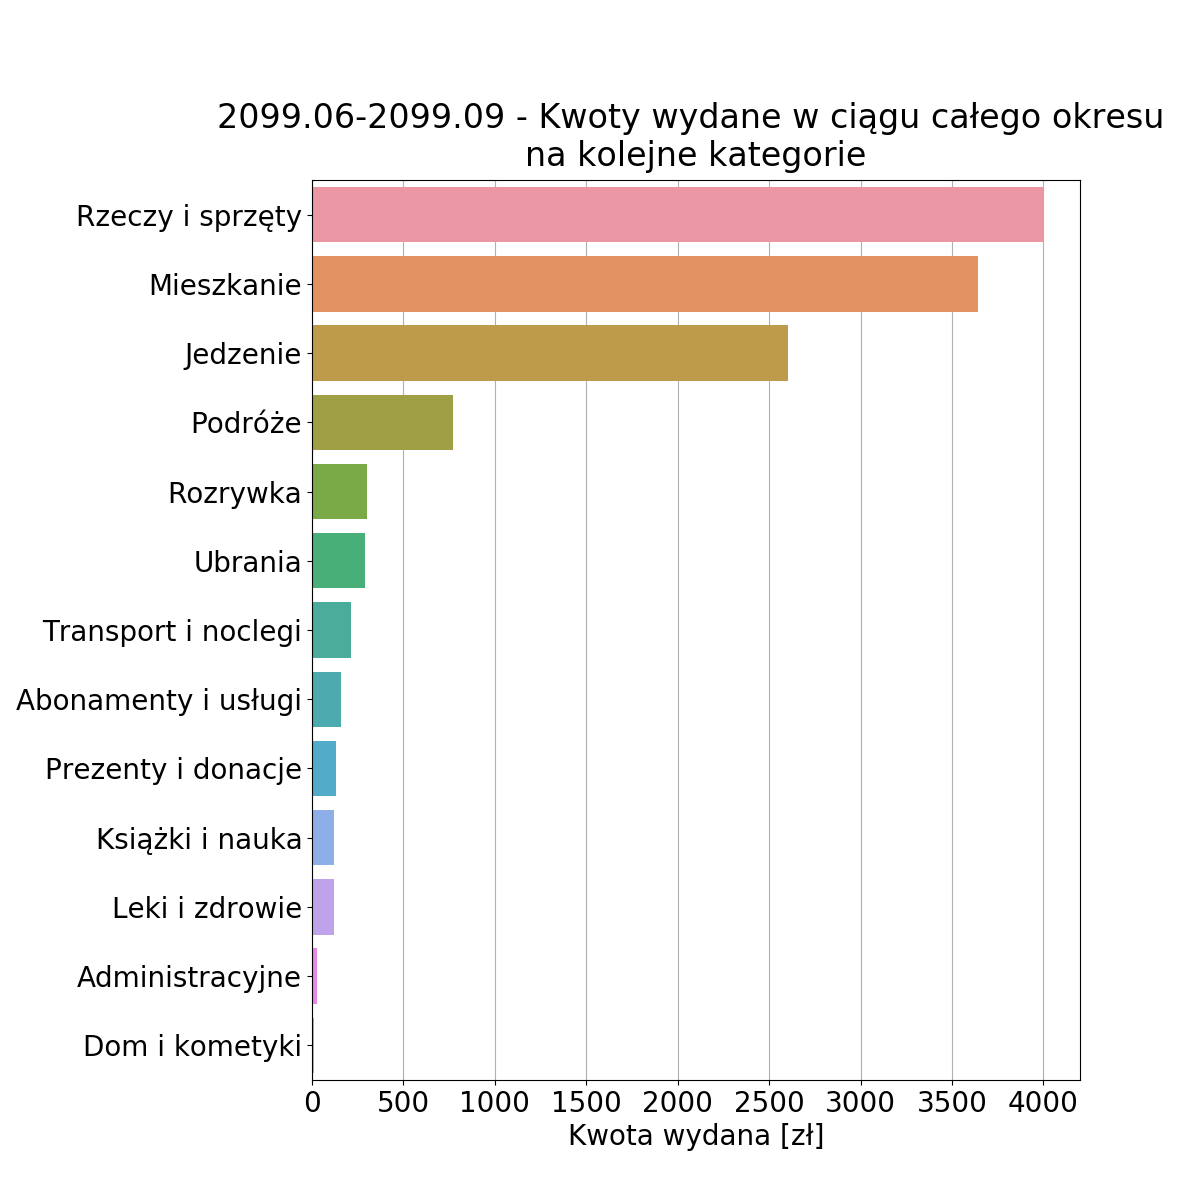 2099.06-2099.09 - Kwoty wydane w ciągu całego okresu
na kolejne kategorie
Rzeczy i sprzęty
Mieszkanie
Jedzenie
Podróże
Rozrywka
Ubrania
Transport i noclegi
Abonamenty i usługi
Prezenty i donacje
Książki i nauka
Leki i zdrowie
Administracyjne
Dom i kometyki
0 500 1000 1500 2000 2500 3000 3500 4000
Kwota wydana [zł]